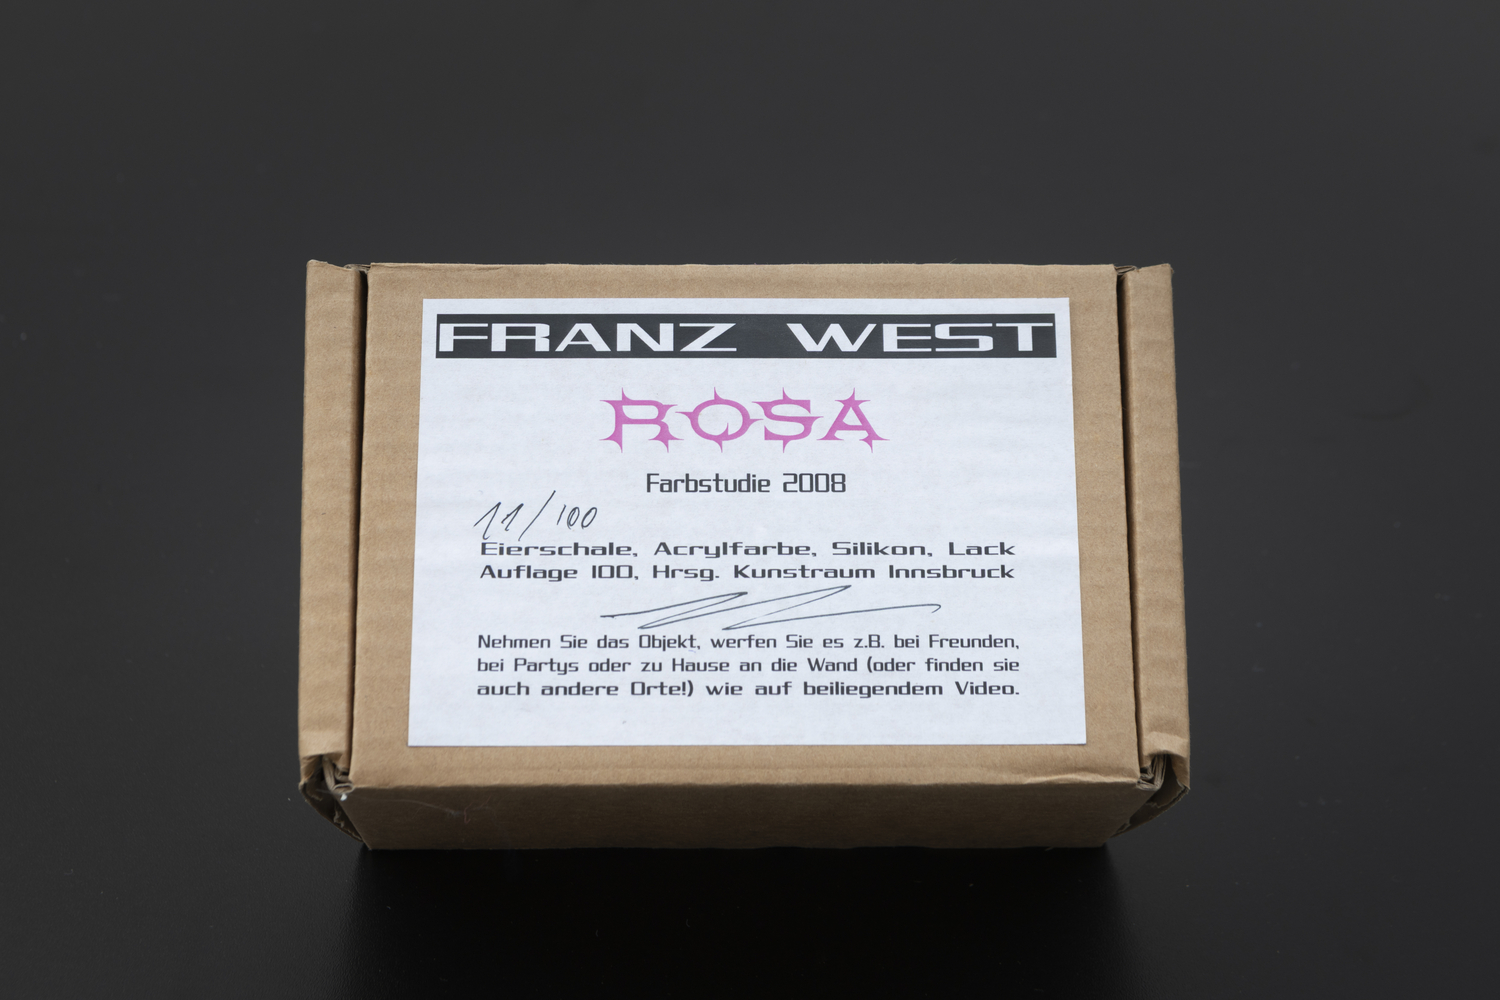 FRANZ WEST
ROSA
Farbstudie 2008
11/100
Eierschale, Acrylfarbe, Silikon, Lack
Auflage 100, Hrsg. Kunstraum Innsbruck
Nehmen Sie das Objekt, werfen Sie es z.B. bei Freunden,
bei Partys oder zu Hause an die Wand (oder finden sie
auch andere Orte!) wie auf beiliegendem Video.